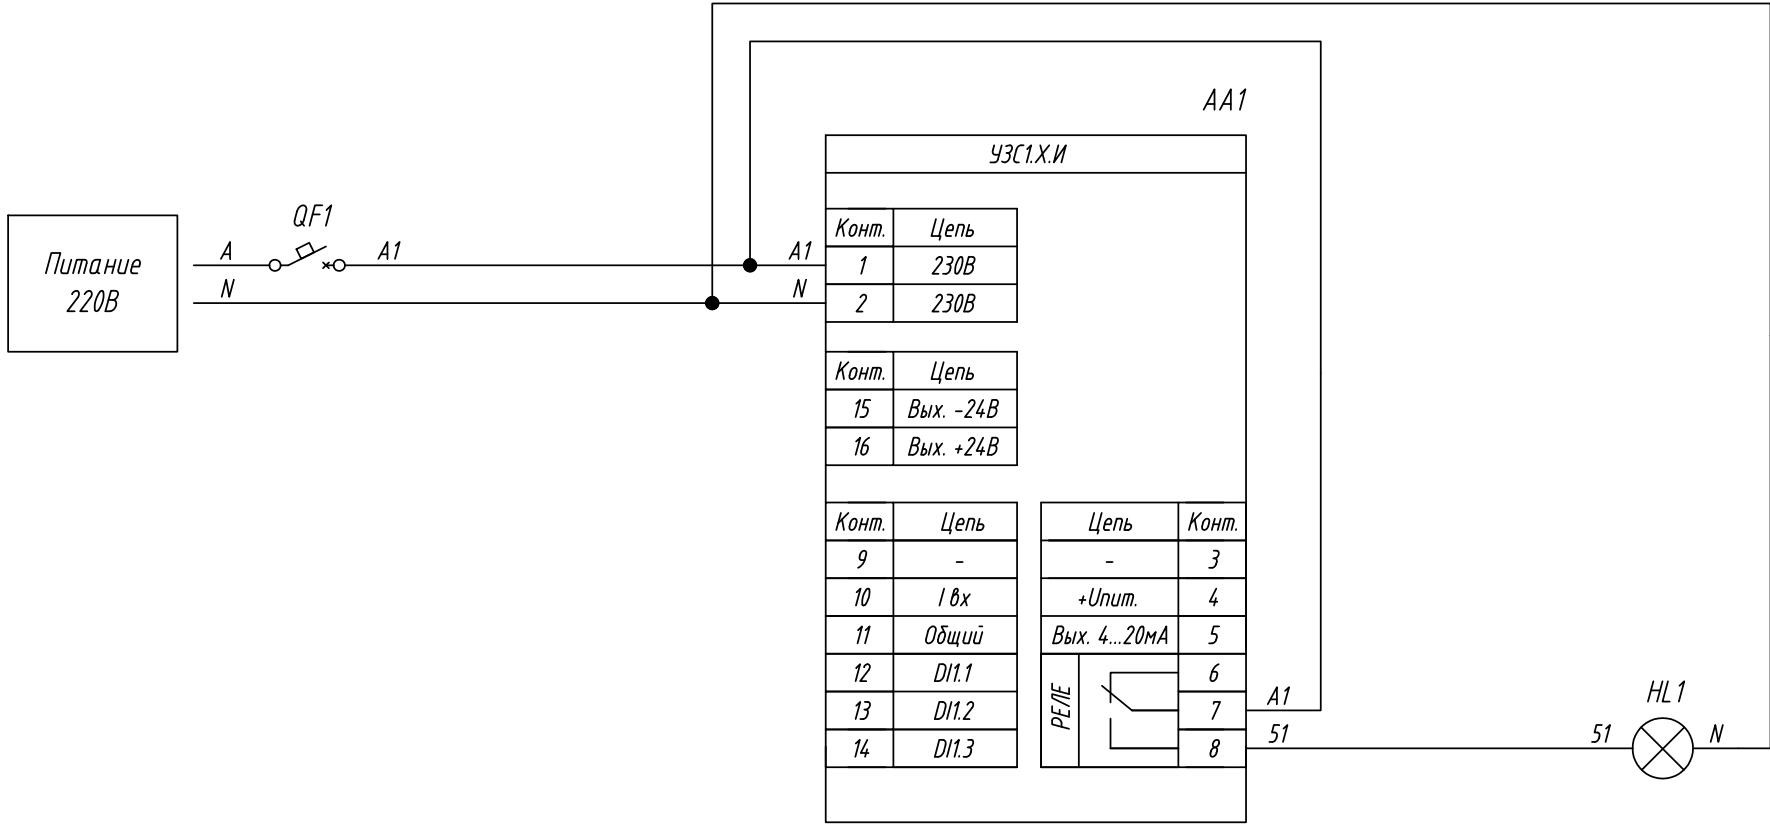 AA1
УЗС1.Х.И
QF1
Питание
220В
A
A1
A1
N
N
Конт.
Цепь
1
230В
2
230В
Конт.
Цепь
15
Вых. -24В
16
Вых. +24В
Конт.
Цепь
Цепь
Конт.
9
-
-
3
10
I вх
+Uпит.
4
11
Общий
Вых. 4...20мА
5
12
DI1.1
РЕЛЕ
6
13
DI1.2
7
A1
14
DI1.3
8
51
51
HL1
N